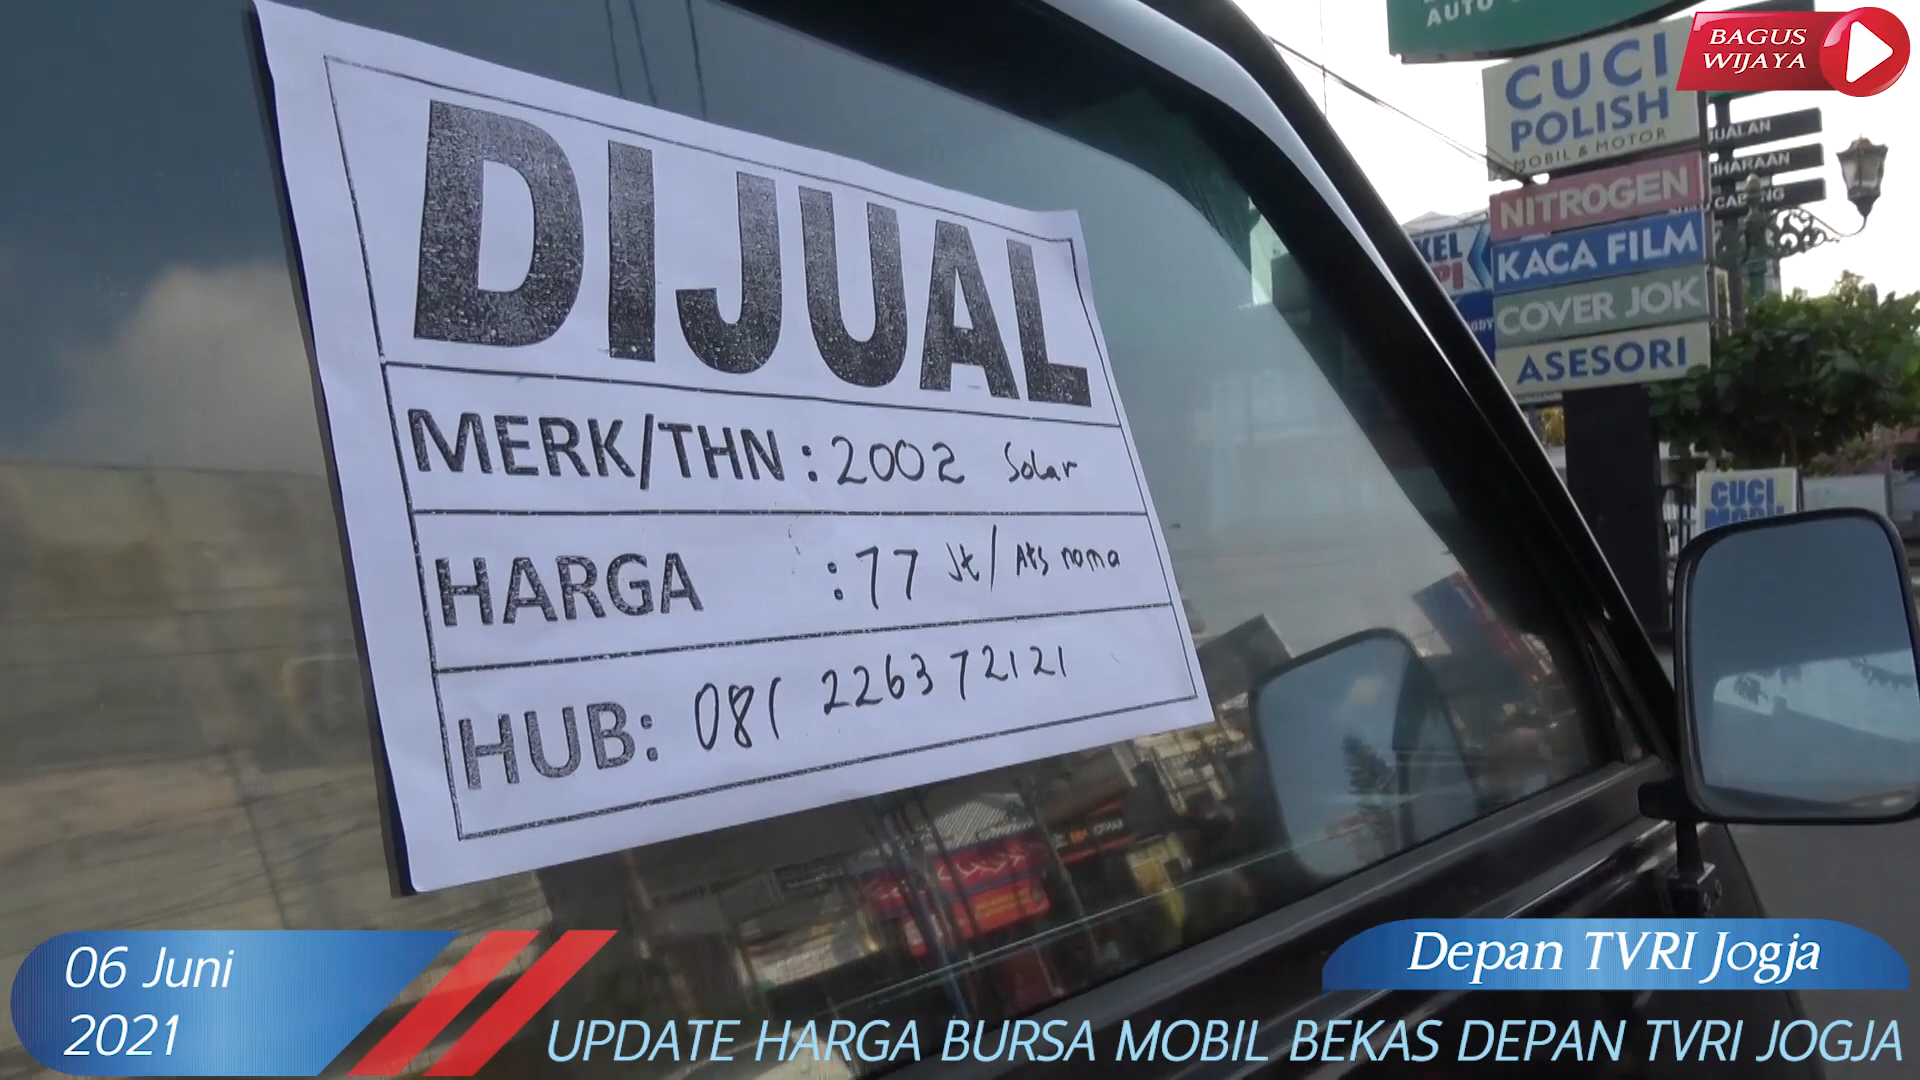 DIJUAL
MERK/THN : 2002 Solar
HARGA : 77 Jt/Ats nama
HUB: 081 226372121
AUTO
CUCI
POLISH
MOBIL & MOTOR
NITROGEN
KACA FILM
COVER JOK
ASESORI
CUCI
BAGUS
WIJAYA
06 Juni
2021
Depan TVRI Jogja
UPDATE HARGA BURSA MOBIL BEKAS DEPAN TVRI JOGJA